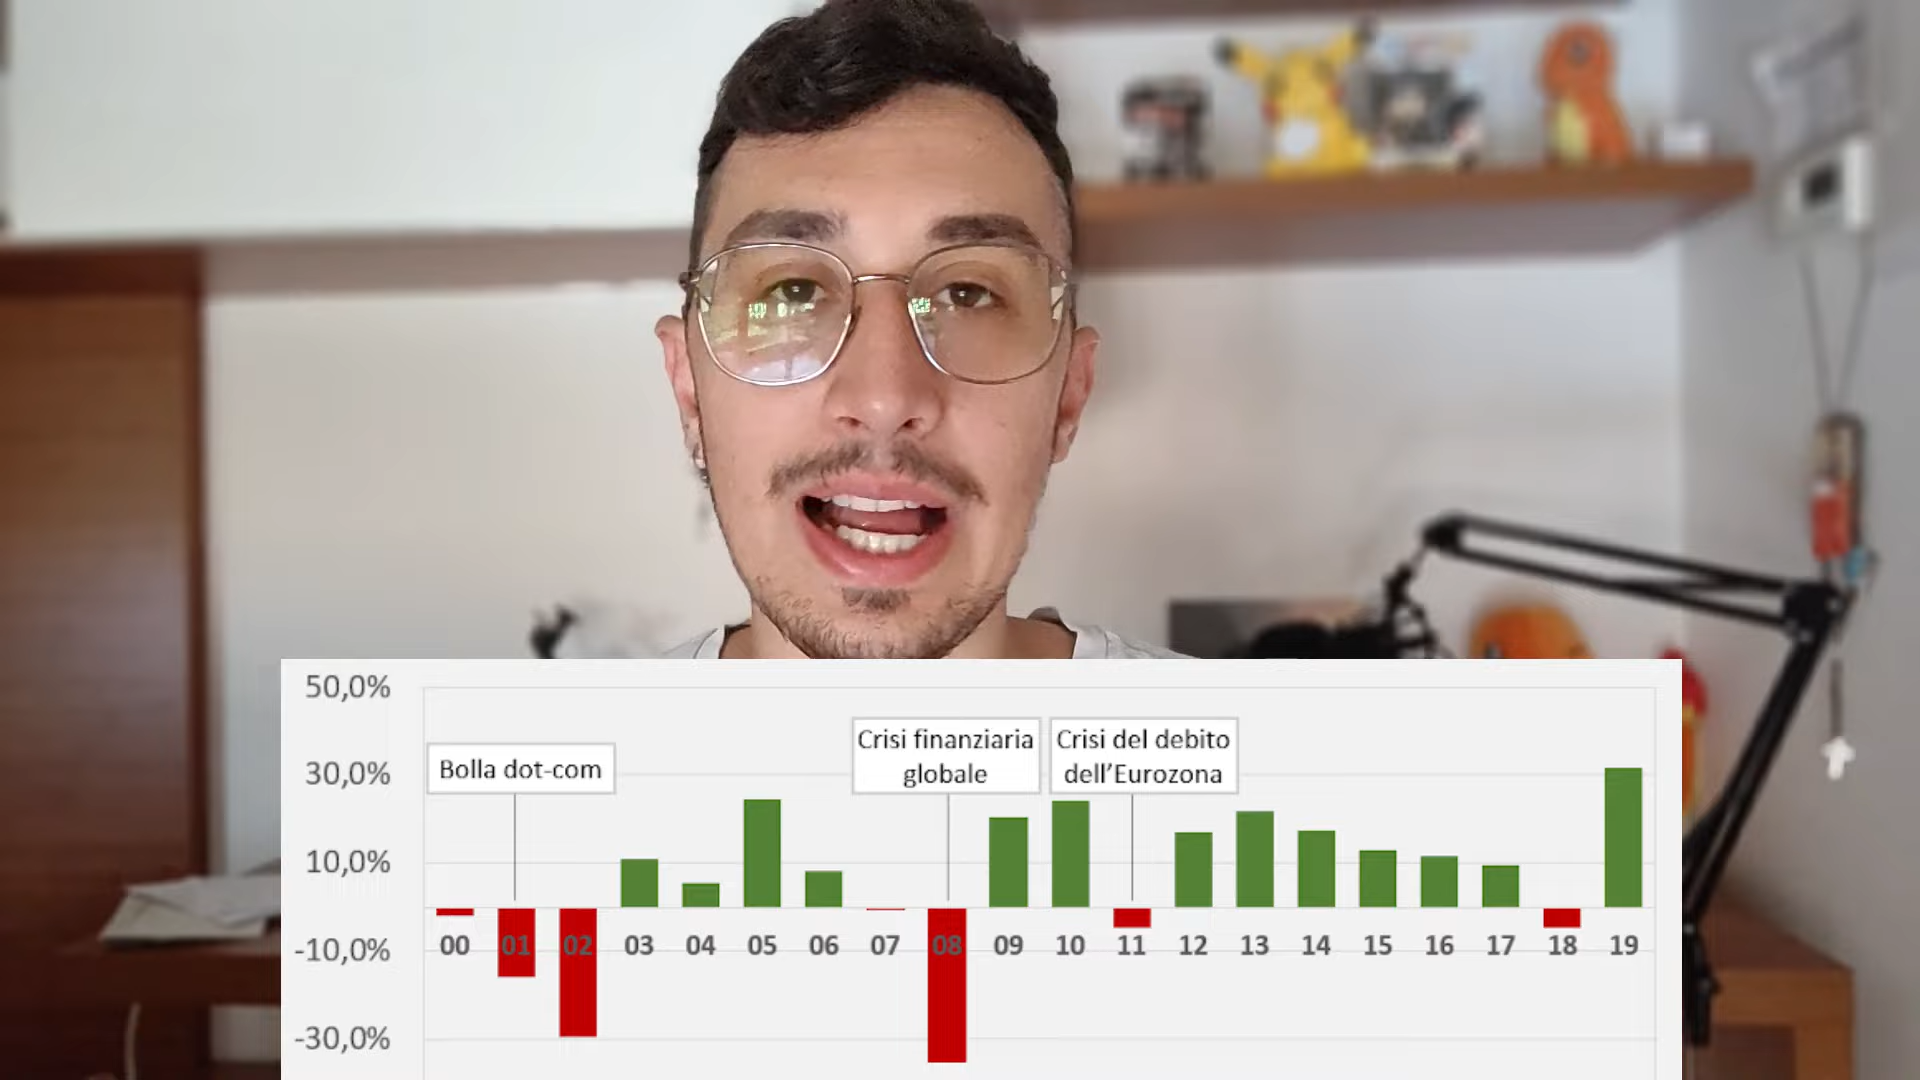 50,0%
30,0%
10,0%
-10,0%
-30,0%
Bolla dot-com
Crisi finanziaria
globale
Crisi del debito
dell’Eurozona
00 01 02 03 04 05 06 07 08 09 10 11 12 13 14 15 16 17 18 19